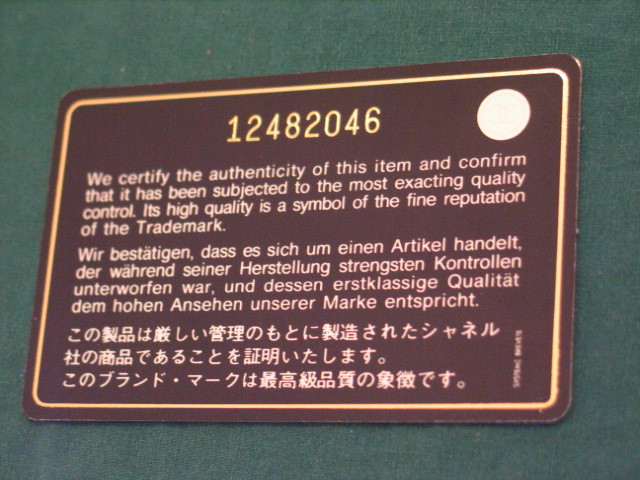 12482046
We certify the authenticity of this item and confirm
that it has been subjected to the most exacting quality
control. Its high quality is a symbol of the fine reputation
of the Trademark.
Wir bestätigen, dass es sich um einen Artikel handelt,
der während seiner Herstellung strengsten Kontrollen
unterworfen war, und dessen erstklassige Qualität
dem hohen Ansehen unserer Marke entspricht.
この製品は厳しい管理のもとに製造されたシャネル
社の商品であることを証明いたします。
このブランド・マークは最高級品質の象徴です。